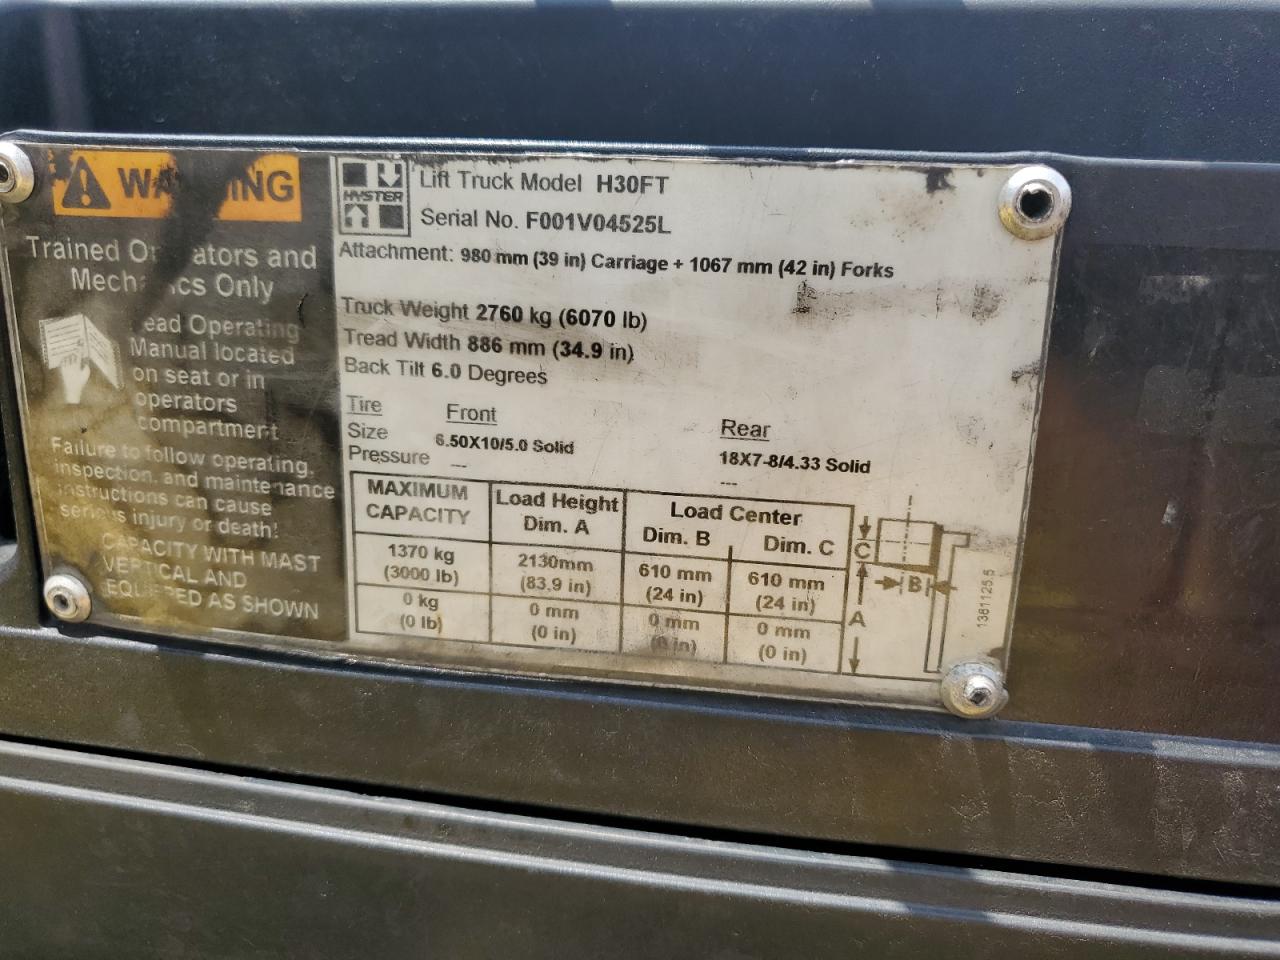 WA NING
Trained Op ators and
Mech ics Only
ead Operating
Manual located
on seat or in
operators
compartment
Failure to follow operating,
inspection, and maintenance
instructions can cause
serious injury or death!
CAPACITY WITH MAST
VERTICAL AND
EQUIPPED AS SHOWN
HYSTER
Lift Truck Model H30FT
Serial No. F001V04525L
Attachment: 980 mm (39 in) Carriage + 1067 mm (42 in) Forks
Truck Weight 2760 kg (6070 lb)
Tread Width 886 mm (34.9 in)
Back Tilt 6.0 Degrees
Tire Front Rear
Size 6.50X10/5.0 Solid 18X7-8/4.33 Solid
Pressure --- ---
MAXIMUM CAPACITY Load Height Dim. A Load Center Dim. B Dim. C
1370 kg (3000 lb) 2130mm (83.9 in) 610 mm (24 in) 610 mm (24 in)
0 kg (0 lb) 0 mm (0 in) 0 mm (0 in) 0 mm (0 in)
C
B
A
1381125.5